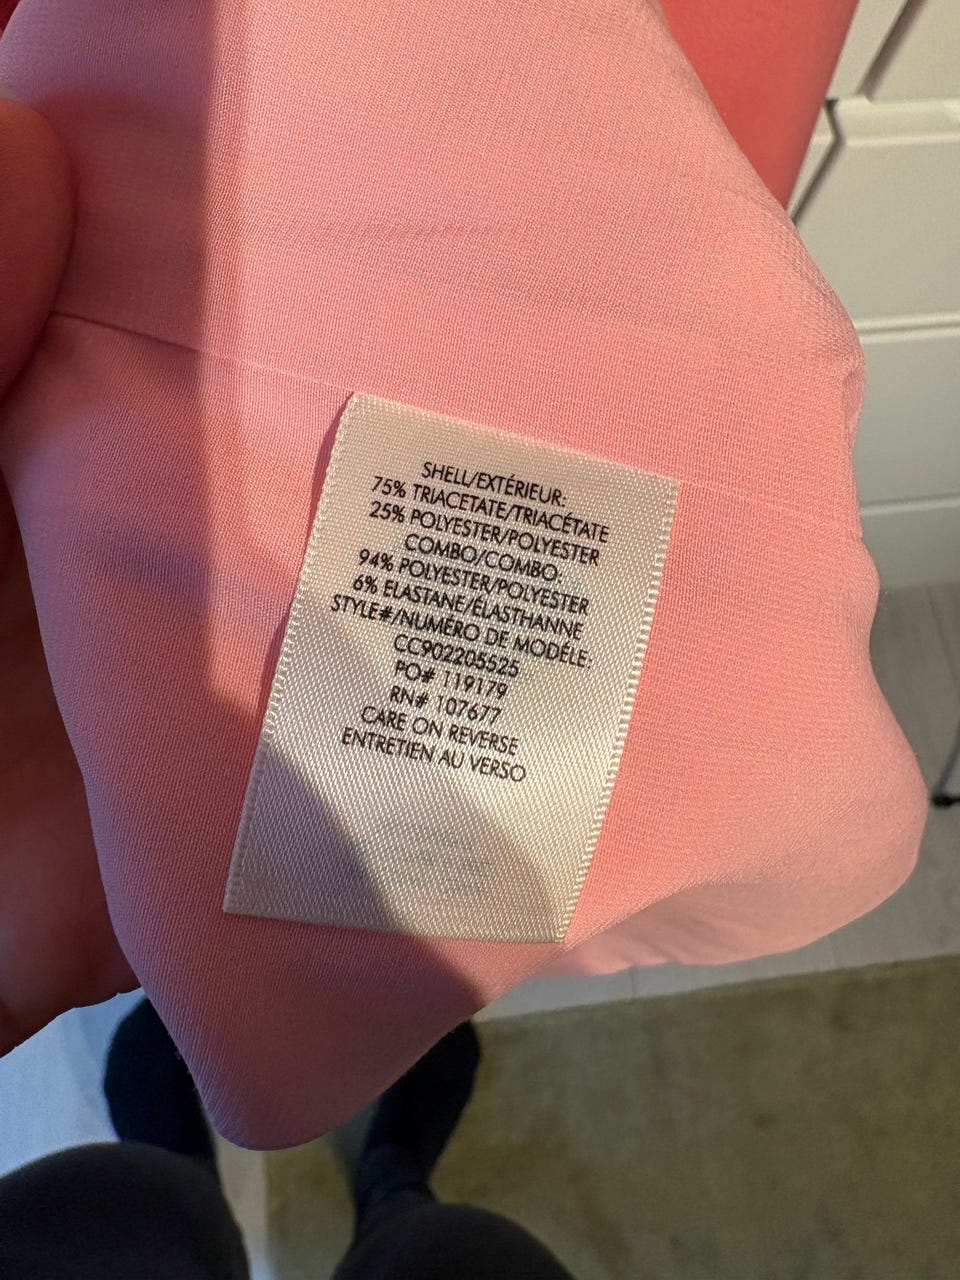 SHELL/EXTÉRIEUR:
75% TRIACETATE/TRIACÉTATE
25% POLYESTER/POLYESTER
COMBO/COMBO:
94% POLYESTER/POLYESTER
6% ELASTANE/ÉLASTHANNE
STYLE#/NUMÉRO DE MODÈLE:
CC902205525
PO# 119179
RN# 107677
CARE ON REVERSE
ENTRETIEN AU VERSO